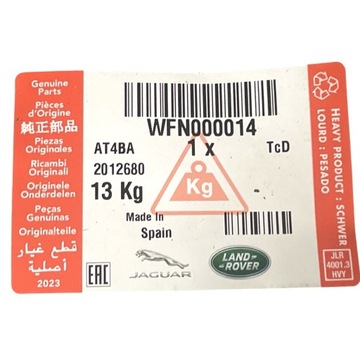 Genuine
Parts
Pièces
d'Origine
純正部品
Piezas
Originales
Ricambi
Originali
Originele
Onderdelen
Peças
Genuinas
Originalteile
قطع غيار
أصلية
2023
WFN000014
AT4BA 1 x TcD
2012680
13 Kg
Kg
Made in
Spain
EAC
JAGUAR
LAND
ROVER
HEAVY PRODUCT : SCHWER
LOURD : PESADO
JLR
4001.3
HVY